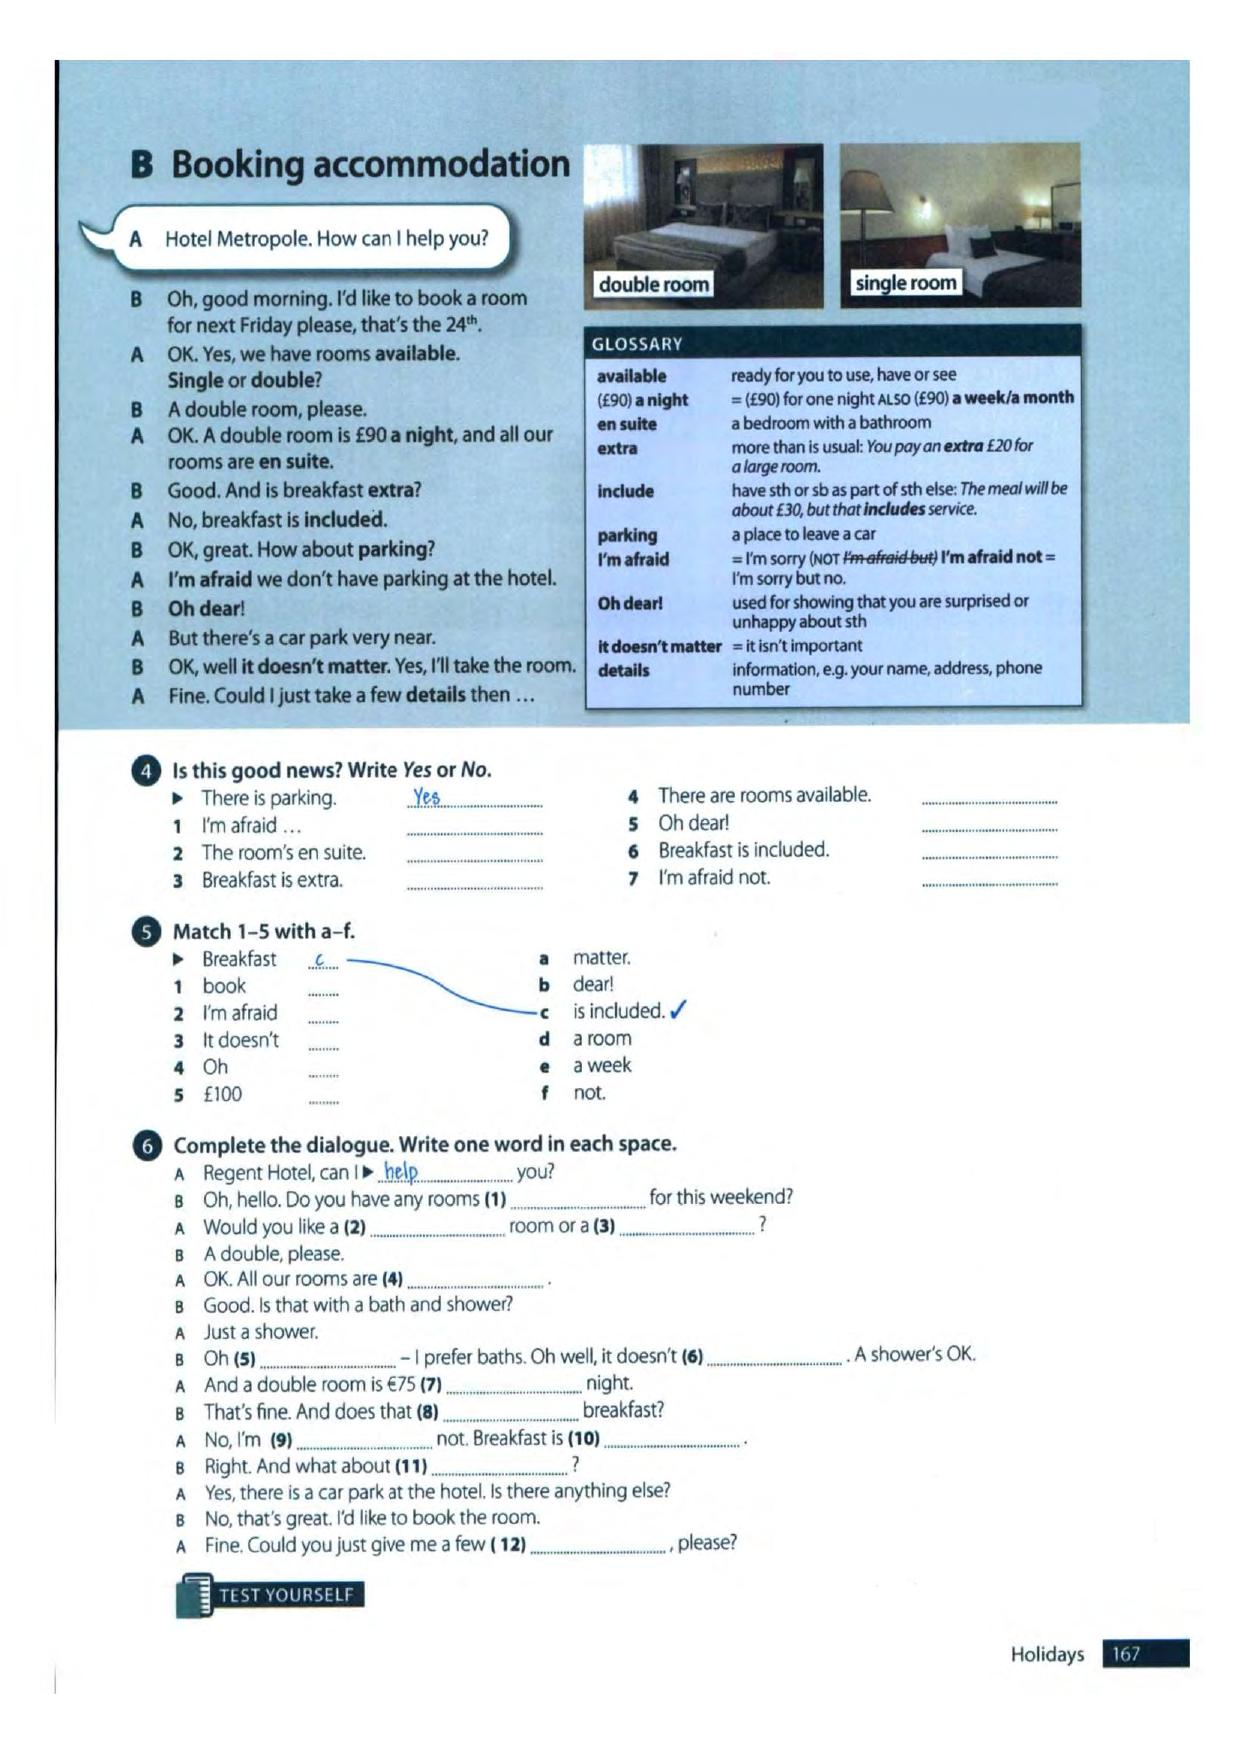 B Booking accommodation
A Hotel Metropole. How can I help you?
B Oh, good morning. I'd like to book a room
for next Friday please, that's the 24th.
A OK. Yes, we have rooms available.
Single or double?
B A double room, please.
A OK. A double room is £90 a night, and all our
rooms are en suite.
B Good. And is breakfast extra?
A No, breakfast is included.
B OK, great. How about parking?
A I'm afraid we don't have parking at the hotel.
B Oh dear!
A But there's a car park very near.
B OK, well it doesn't matter. Yes, I'll take the room.
A Fine. Could I just take a few details then ...
double room
single room
GLOSSARY
available ready for you to use, have or see
(£90) a night = (£90) for one night ALSO (£90) a week/a month
en suite a bedroom with a bathroom
extra more than is usual: You pay an extra £20 for
a large room.
include have sth or sb as part of sth else: The meal will be
about £30, but that includes service.
parking a place to leave a car
I'm afraid = I'm sorry (NOT I'm afraid but) I'm afraid not =
I'm sorry but no.
Oh dear! used for showing that you are surprised or
unhappy about sth
it doesn't matter = it isn't important
details information, e.g. your name, address, phone
number
4 Is this good news? Write Yes or No.
▶ There is parking. Yes
1 I'm afraid ...
2 The room's en suite.
3 Breakfast is extra.
4 There are rooms available.
5 Oh dear!
6 Breakfast is included.
7 I'm afraid not.
5 Match 1–5 with a–f.
▶ Breakfast c
1 book
2 I'm afraid
3 It doesn't
4 Oh
5 £100
a matter.
b dear!
c is included. ✓
d a room
e a week
f not.
6 Complete the dialogue. Write one word in each space.
A Regent Hotel, can I ▶ help you?
B Oh, hello. Do you have any rooms (1) for this weekend?
A Would you like a (2) room or a (3) ?
B A double, please.
A OK. All our rooms are (4) .
B Good. Is that with a bath and shower?
A Just a shower.
B Oh (5) – I prefer baths. Oh well, it doesn't (6) . A shower's OK.
A And a double room is €75 (7) night.
B That's fine. And does that (8) breakfast?
A No, I'm (9) not. Breakfast is (10) .
B Right. And what about (11) ?
A Yes, there is a car park at the hotel. Is there anything else?
B No, that's great. I'd like to book the room.
A Fine. Could you just give me a few (12) , please?
TEST YOURSELF
Holidays 167